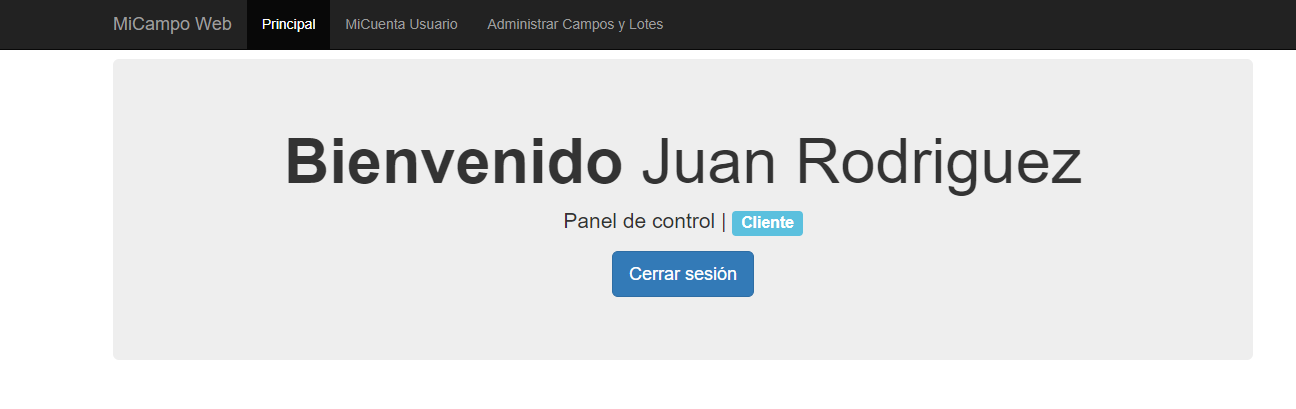 MiCampo Web Principal MiCuenta Usuario Administrar Campos y Lotes
Bienvenido Juan Rodriguez
Panel de control | Cliente
Cerrar sesión